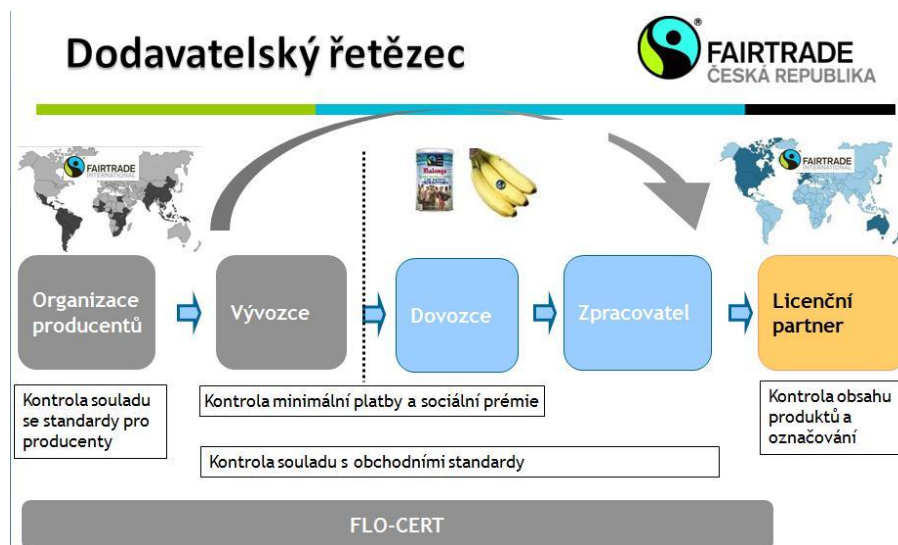 Dodavatelský řetězec
FAIRTRADE
ČESKÁ REPUBLIKA
FAIRTRADE
INTERNATIONAL
FAIRTRADE
INTERNATIONAL
Organizace
producentů
Vývozce
Dovozce
Zpracovatel
Licenční
partner
Kontrola souladu
se standardy pro
producenty
Kontrola minimální platby a sociální prémie
Kontrola obsahu
produktů a
označování
Kontrola souladu s obchodními standardy
FLO-CERT